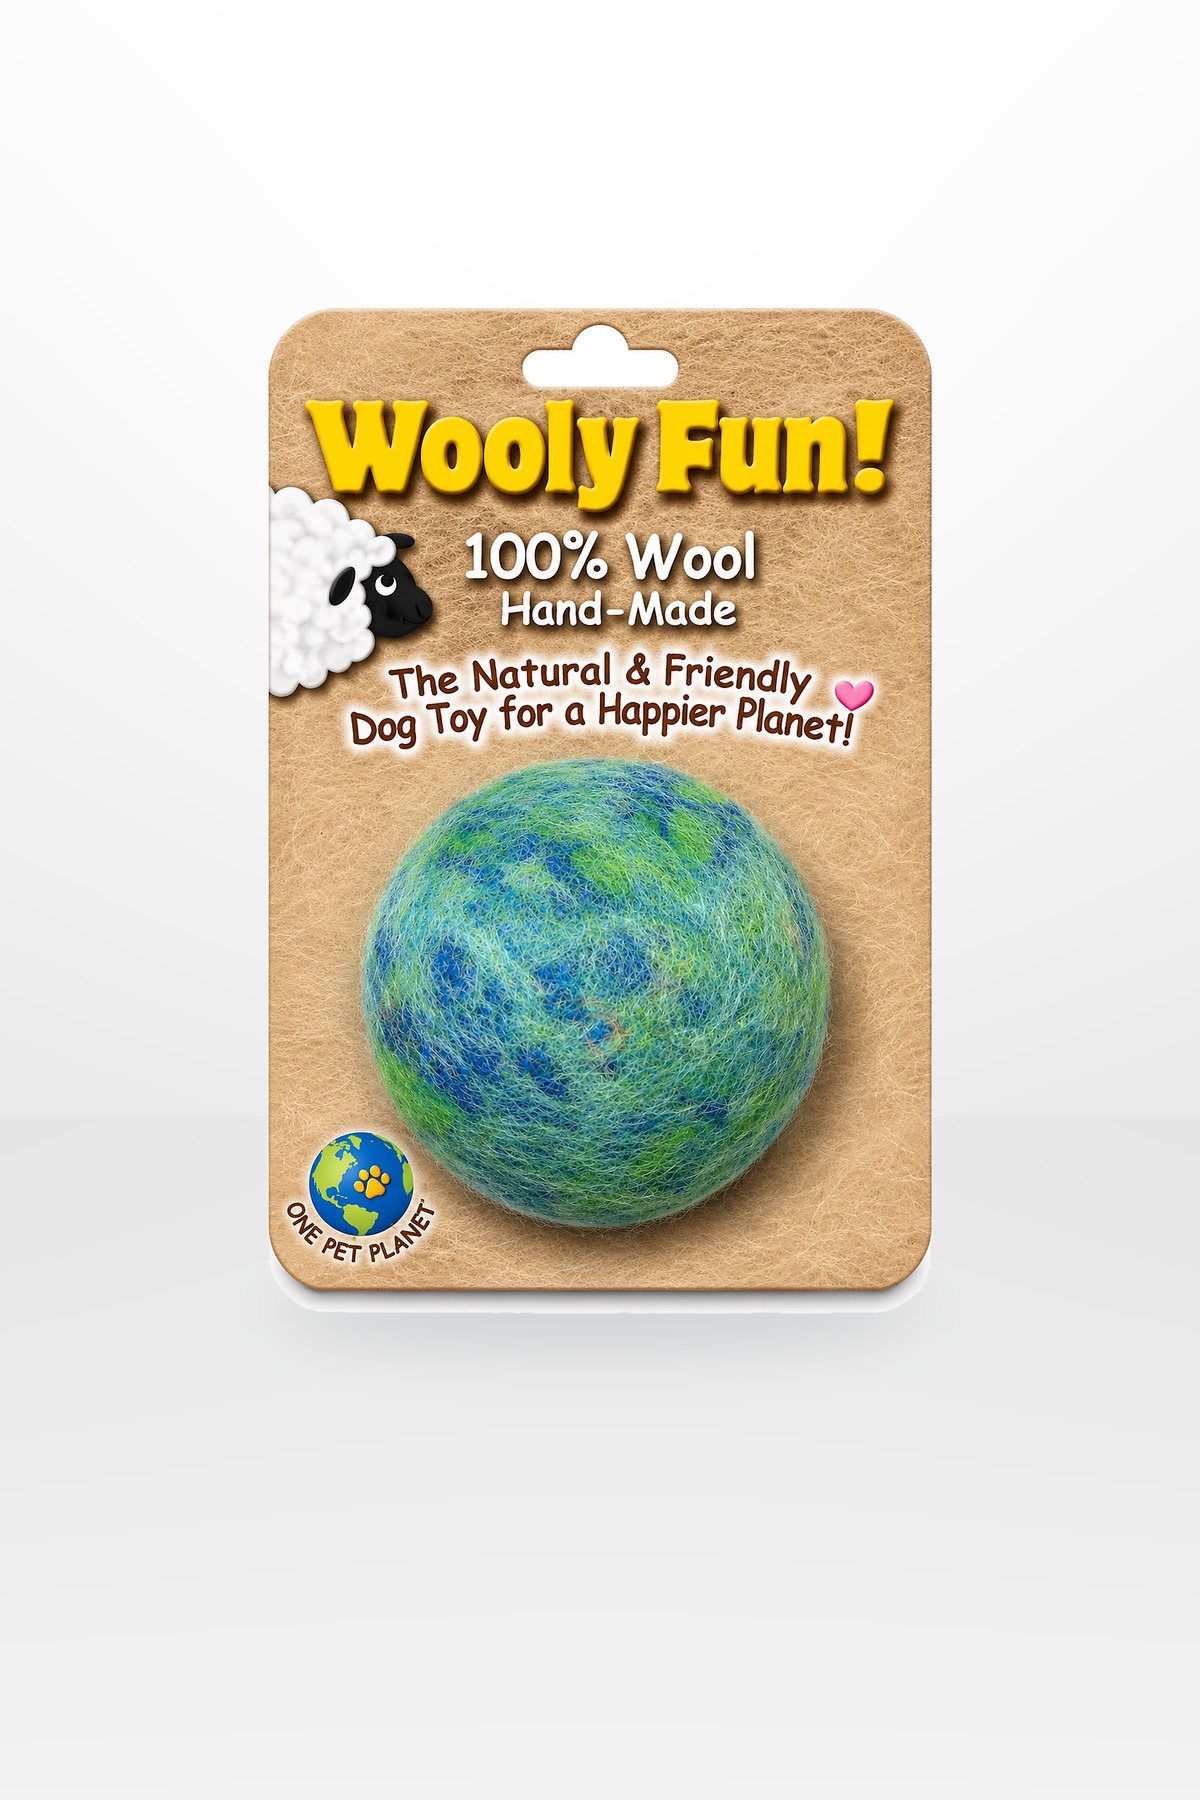 Wooly Fun!
100% Wool
Hand-Made
The Natural & Friendly
Dog Toy for a Happier Planet!
ONE PET PLANET